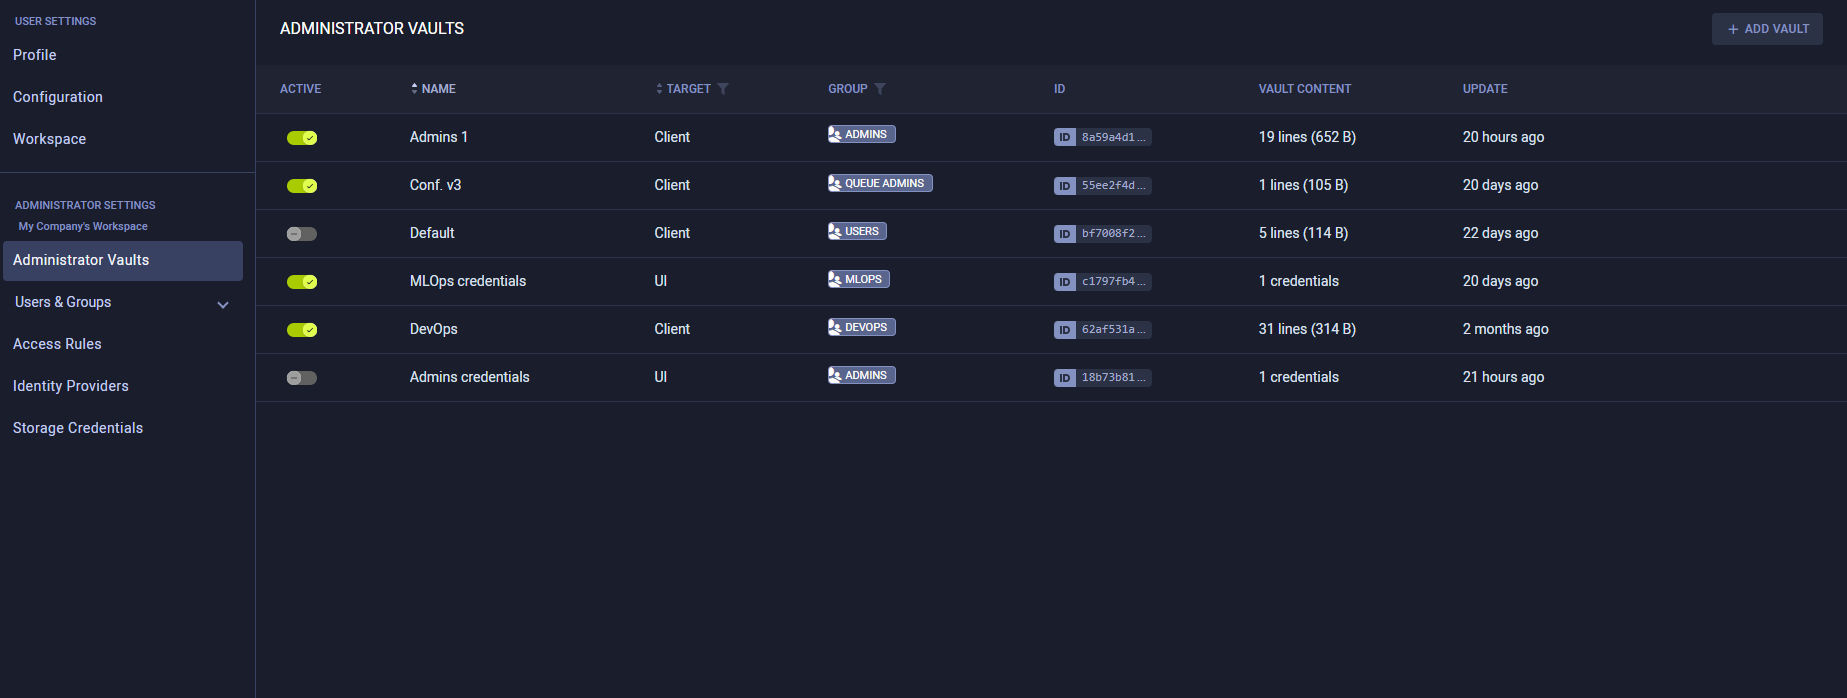 USER SETTINGS
Profile
Configuration
Workspace
ADMINISTRATOR SETTINGS
My Company's Workspace
Administrator Vaults
Users & Groups
Access Rules
Identity Providers
Storage Credentials
ADMINISTRATOR VAULTS
+ ADD VAULT
ACTIVE NAME TARGET GROUP ID VAULT CONTENT UPDATE
Admins 1 Client ADMINS ID 8a59a4d1... 19 lines (652 B) 20 hours ago
Conf. v3 Client QUEUE ADMINS ID 55ee2f4d... 1 lines (105 B) 20 days ago
Default Client USERS ID bf7008f2... 5 lines (114 B) 22 days ago
MLOps credentials UI MLOPS ID c1797fb4... 1 credentials 20 days ago
DevOps Client DEVOPS ID 62af531a... 31 lines (314 B) 2 months ago
Admins credentials UI ADMINS ID 18b73b81... 1 credentials 21 hours ago